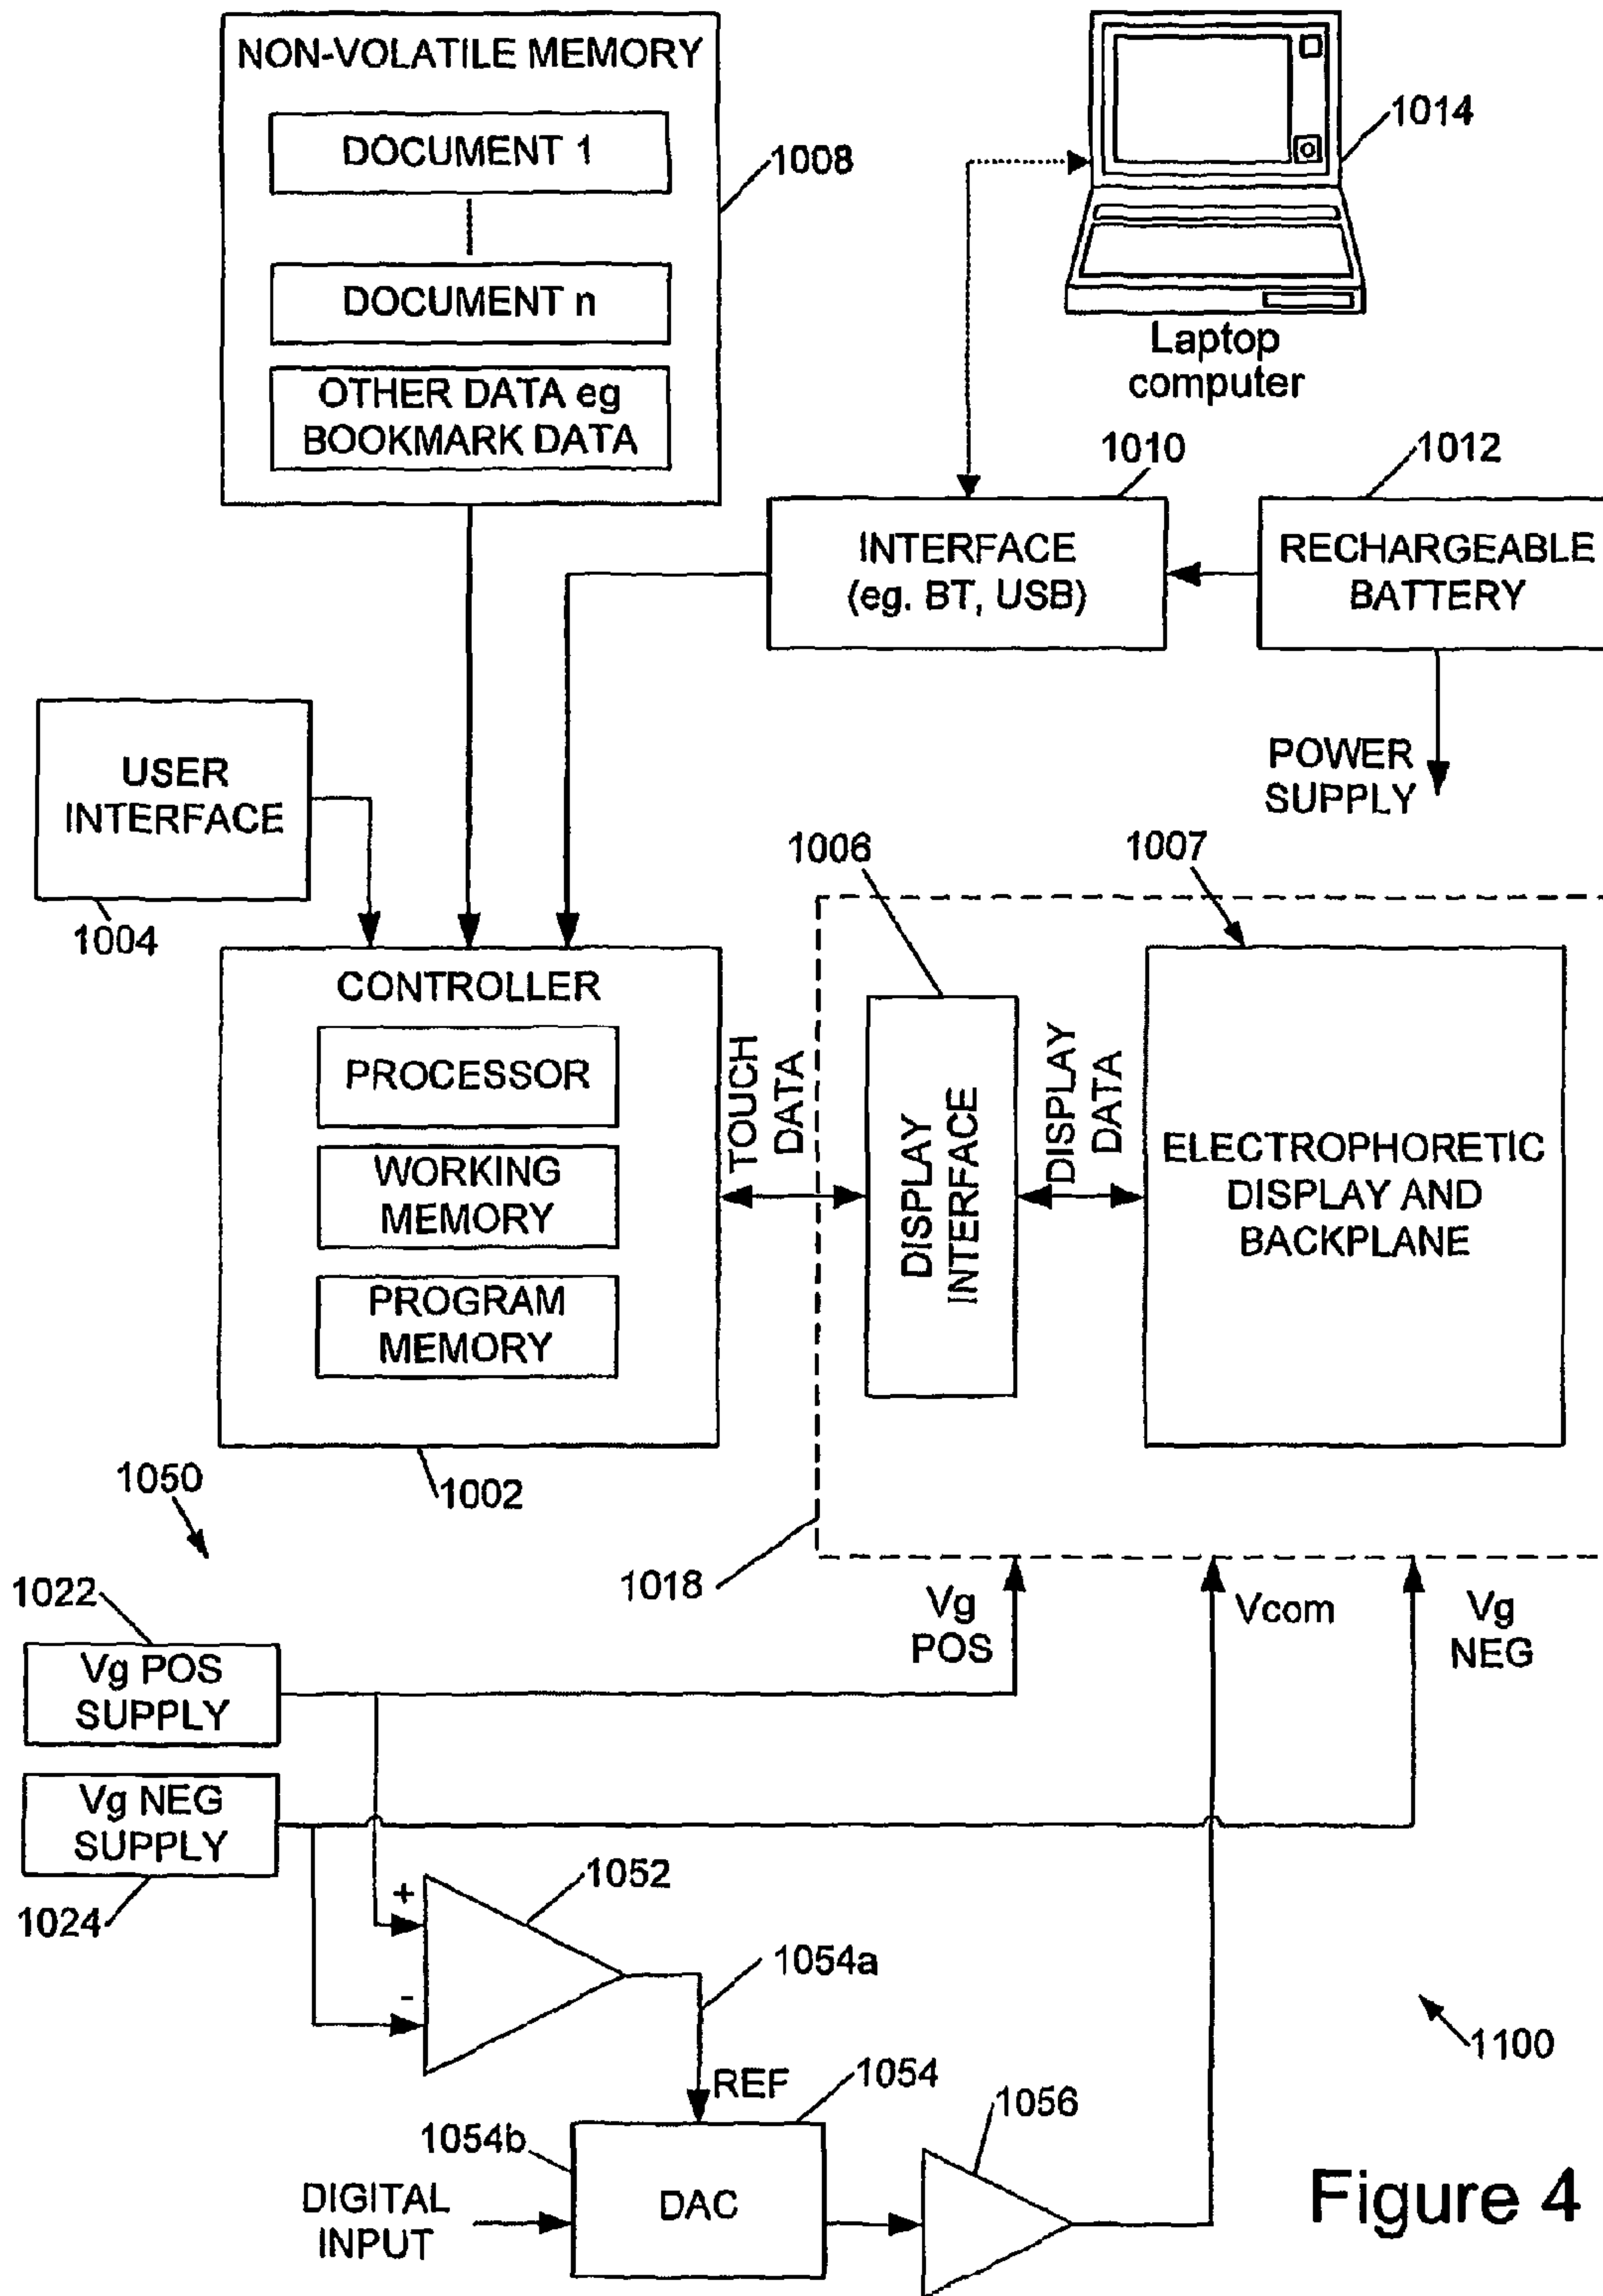 NON-VOLATILE MEMORY
DOCUMENT 1
DOCUMENT n
OTHER DATA eg
BOOKMARK DATA
1008
1014
Laptop
computer
1010
INTERFACE
(eg. BT, USB)
1012
RECHARGEABLE
BATTERY
POWER
SUPPLY
USER
INTERFACE
1004
CONTROLLER
PROCESSOR
WORKING
MEMORY
PROGRAM
MEMORY
1002
TOUCH
DATA
1006
DISPLAY
INTERFACE
DISPLAY
DATA
1007
ELECTROPHORETIC
DISPLAY AND
BACKPLANE
1018
1050
1022
Vg POS
SUPPLY
Vg
POS
Vcom
Vg
NEG
Vg NEG
SUPPLY
1024
+
-
1052
1054a
REF
1054
1054b
DIGITAL
INPUT
DAC
1056
1100
Figure 4